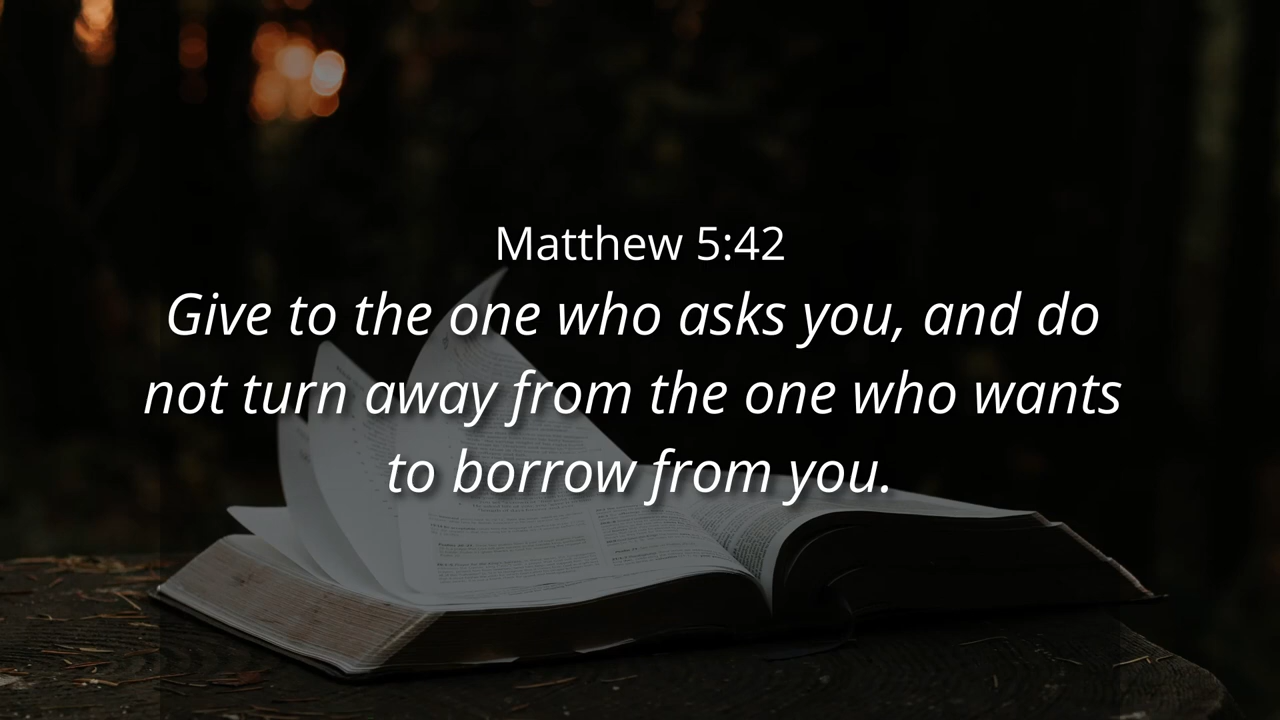 Matthew 5:42
Give to the one who asks you, and do
not turn away from the one who wants
to borrow from you.